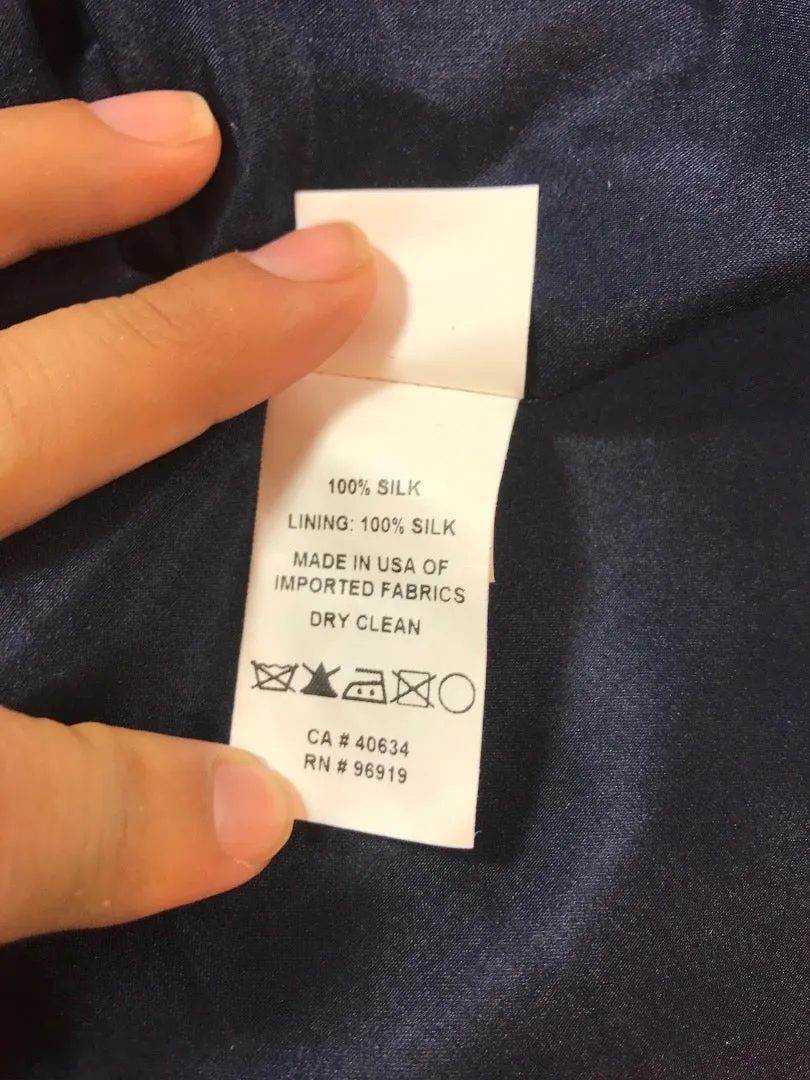 100% SILK
LINING: 100% SILK
MADE IN USA OF
IMPORTED FABRICS
DRY CLEAN
CA # 40634
RN # 96919